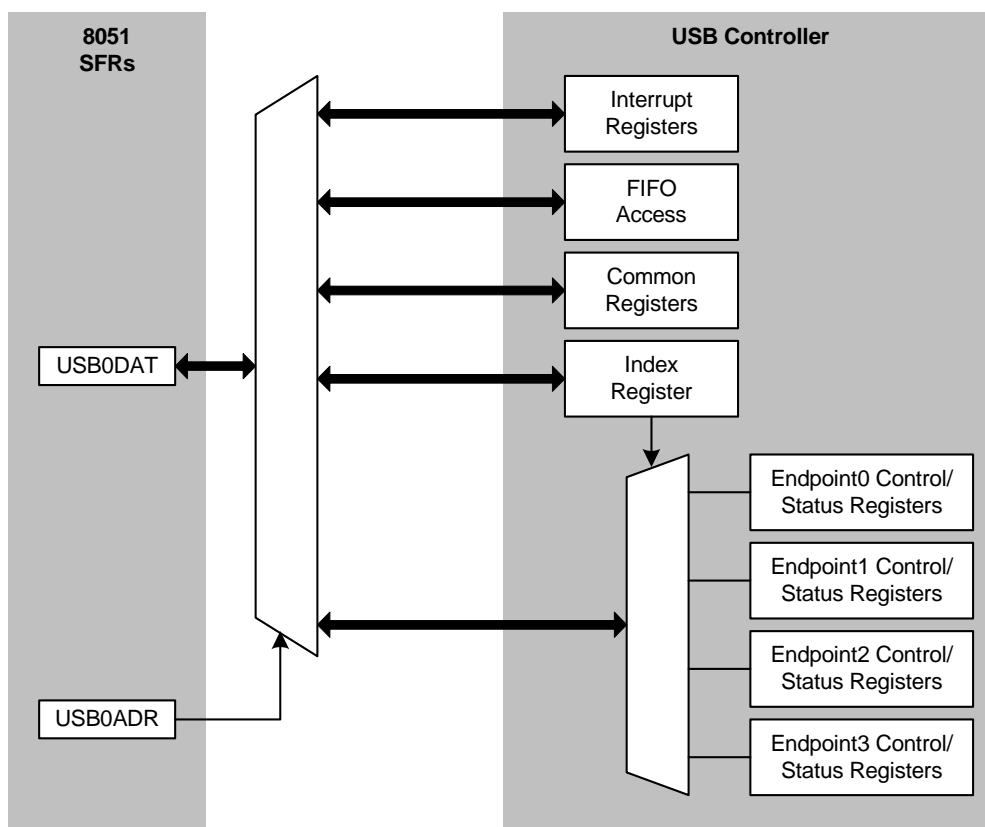 8051
SFRs
USB Controller
Interrupt
Registers
FIFO
Access
Common
Registers
USB0DAT
Index
Register
Endpoint0 Control/
Status Registers
Endpoint1 Control/
Status Registers
Endpoint2 Control/
Status Registers
USB0ADR
Endpoint3 Control/
Status Registers